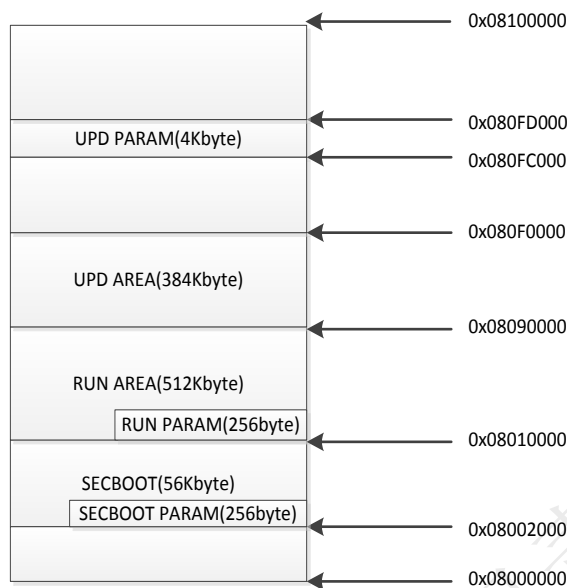 0x08100000
0x080FD000
UPD PARAM(4Kbyte)
0x080FC000
0x080F0000
UPD AREA(384Kbyte)
0x08090000
RUN AREA(512Kbyte)
RUN PARAM(256byte)
0x08010000
SECBOOT(56Kbyte)
SECBOOT PARAM(256byte)
0x08002000
0x08000000